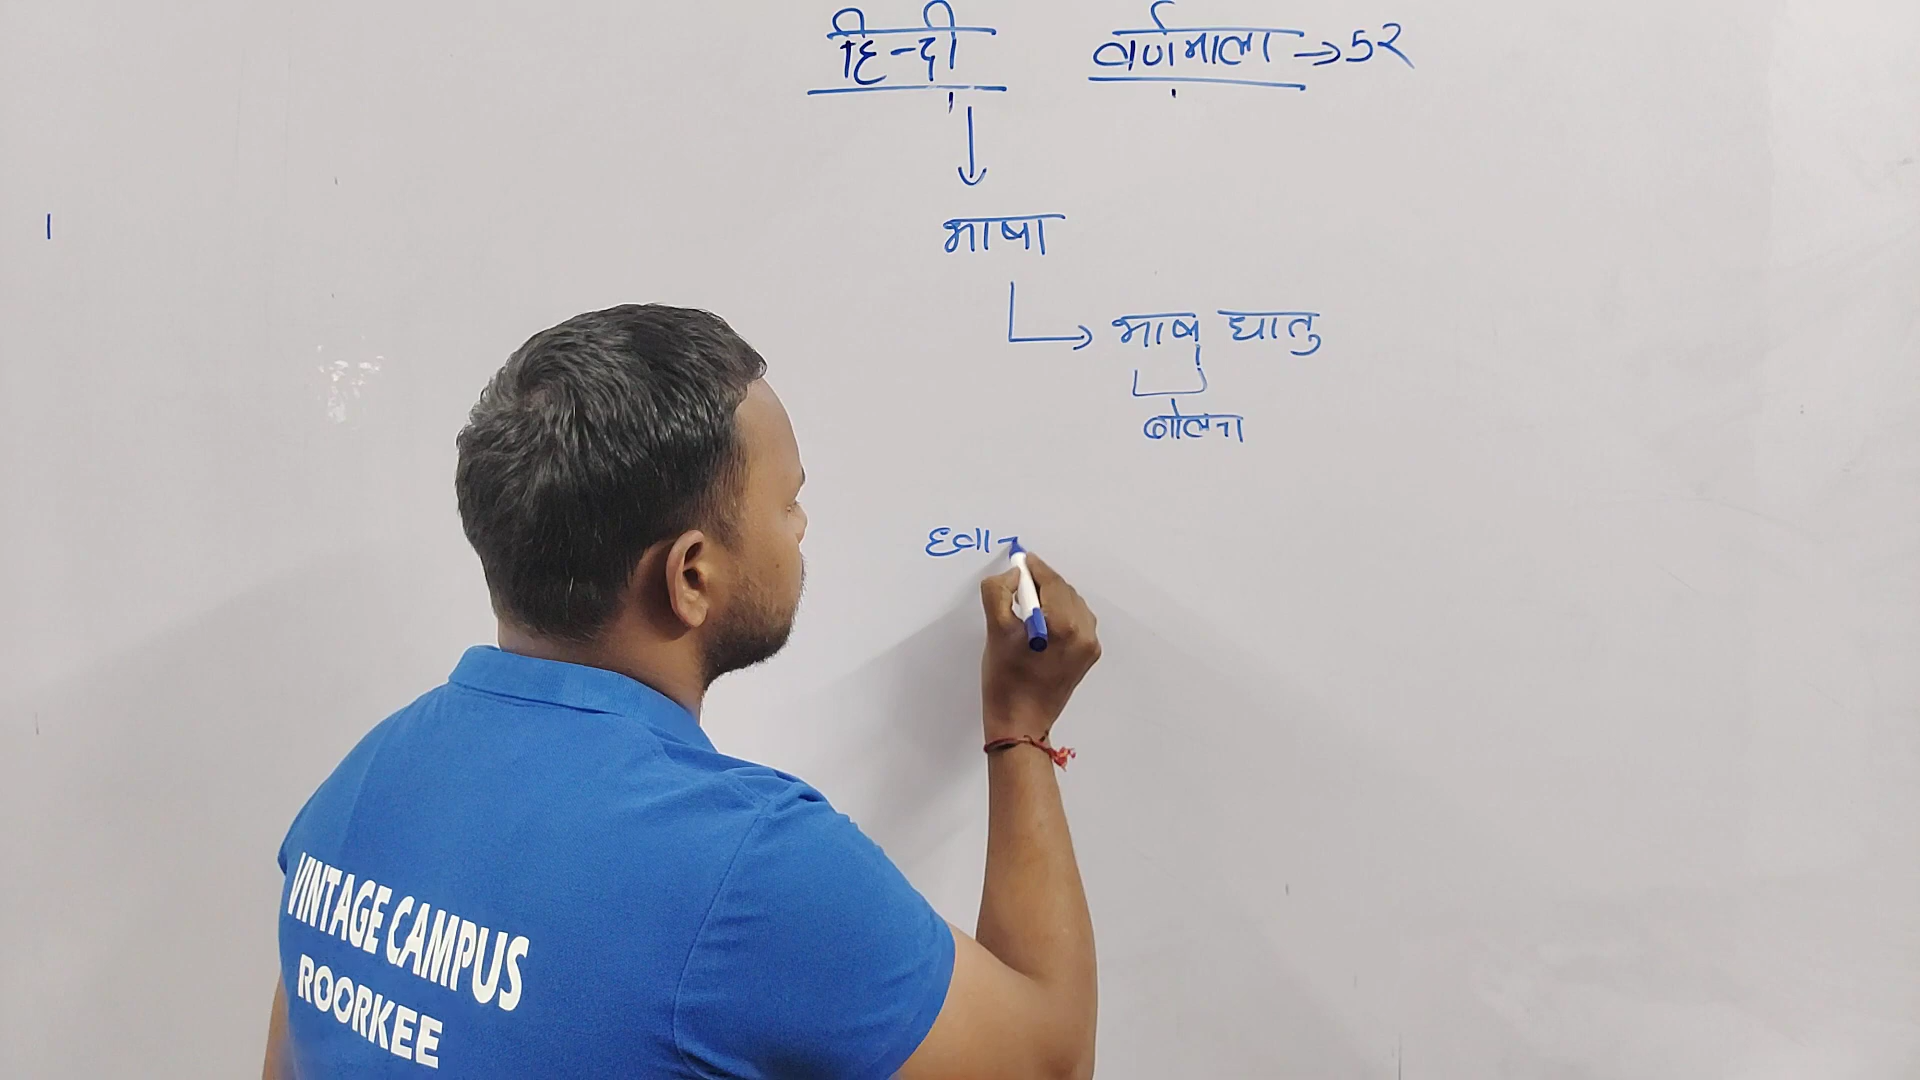 हिन्दी वर्णमाला → 52
भाषा
भाष् धातु
बोलना
VINTAGE CAMPUS
ROORKEE